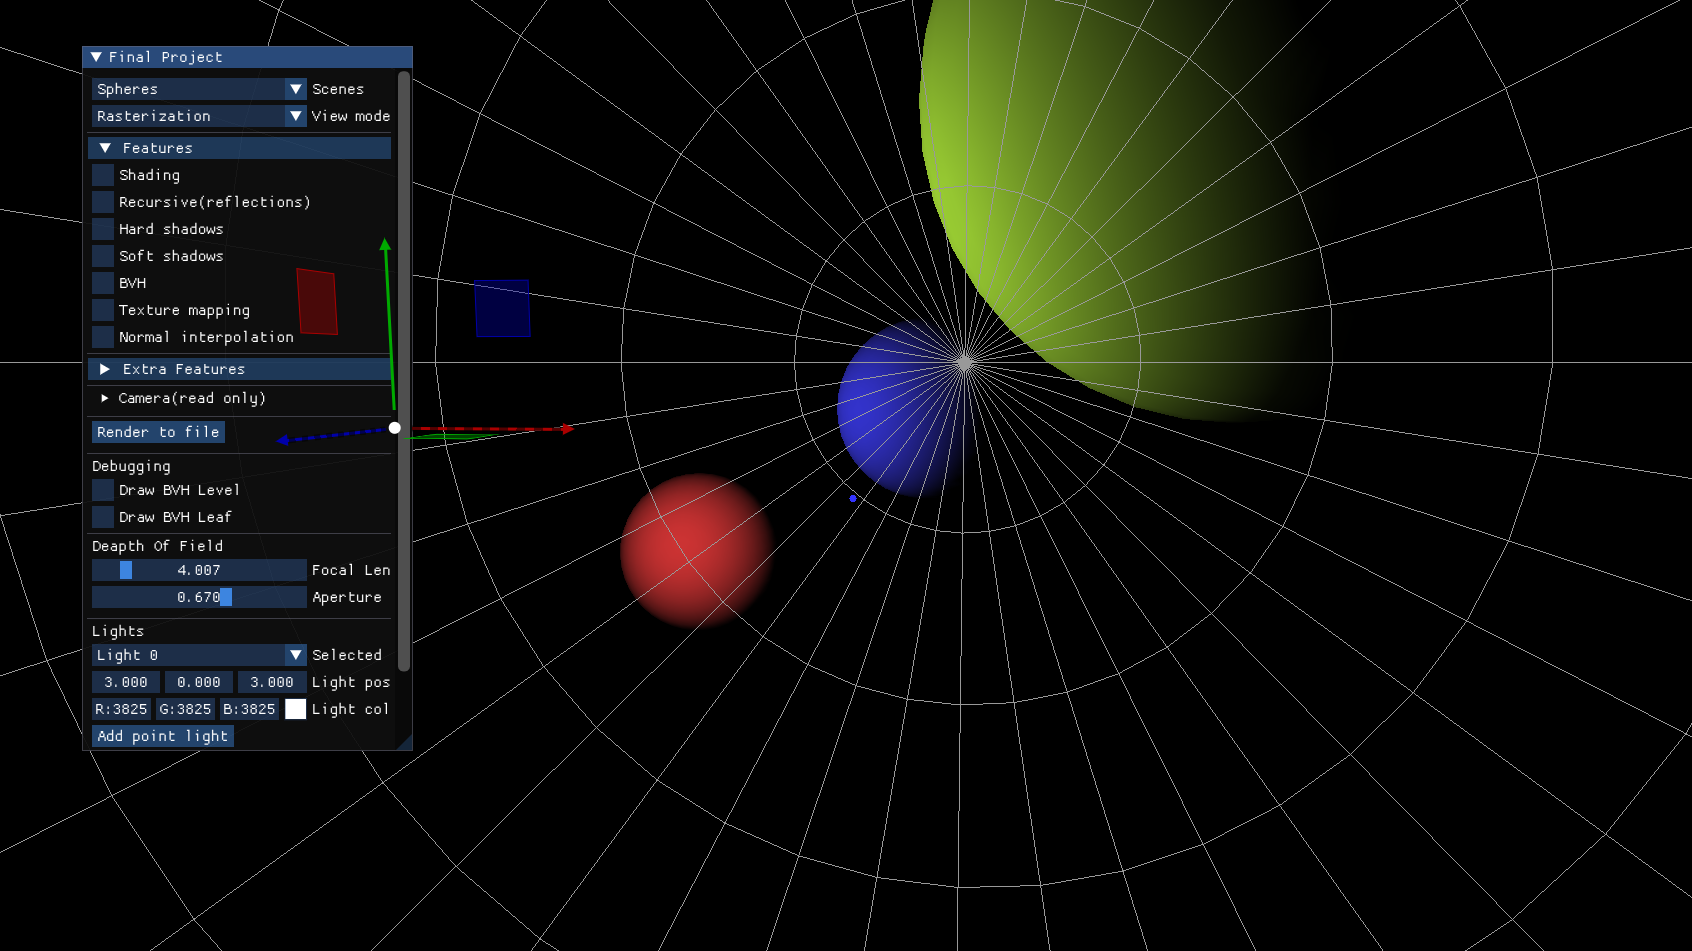 Final Project
Spheres Scenes
Rasterization View mode
Features
Shading
Recursive(reflections)
Hard shadows
Soft shadows
BVH
Texture mapping
Normal interpolation
Extra Features
Camera(read only)
Render to file
Debugging
Draw BVH Level
Draw BVH Leaf
Deapth Of Field
4.007 Focal Len
0.670 Aperture
Lights
Light 0 Selected
3.000 0.000 3.000 Light pos
R:3825 G:3825 B:3825 Light col
Add point light